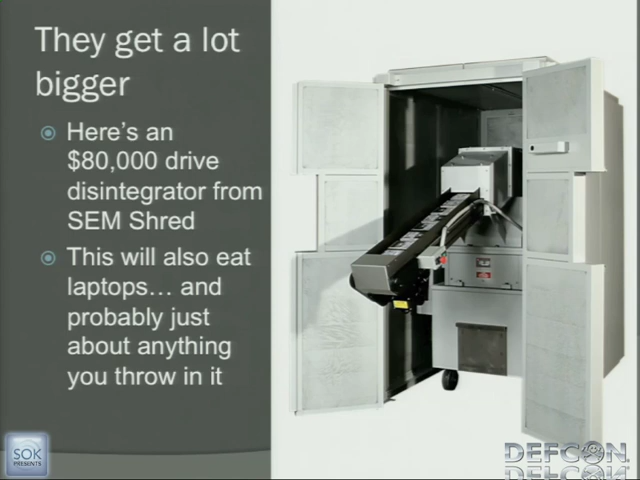 They get a lot
bigger
Here's an
$80,000 drive
disintegrator from
SEM Shred
This will also eat
laptops… and
probably just
about anything
you throw in it
SOK
PRESENTS
DEFCON